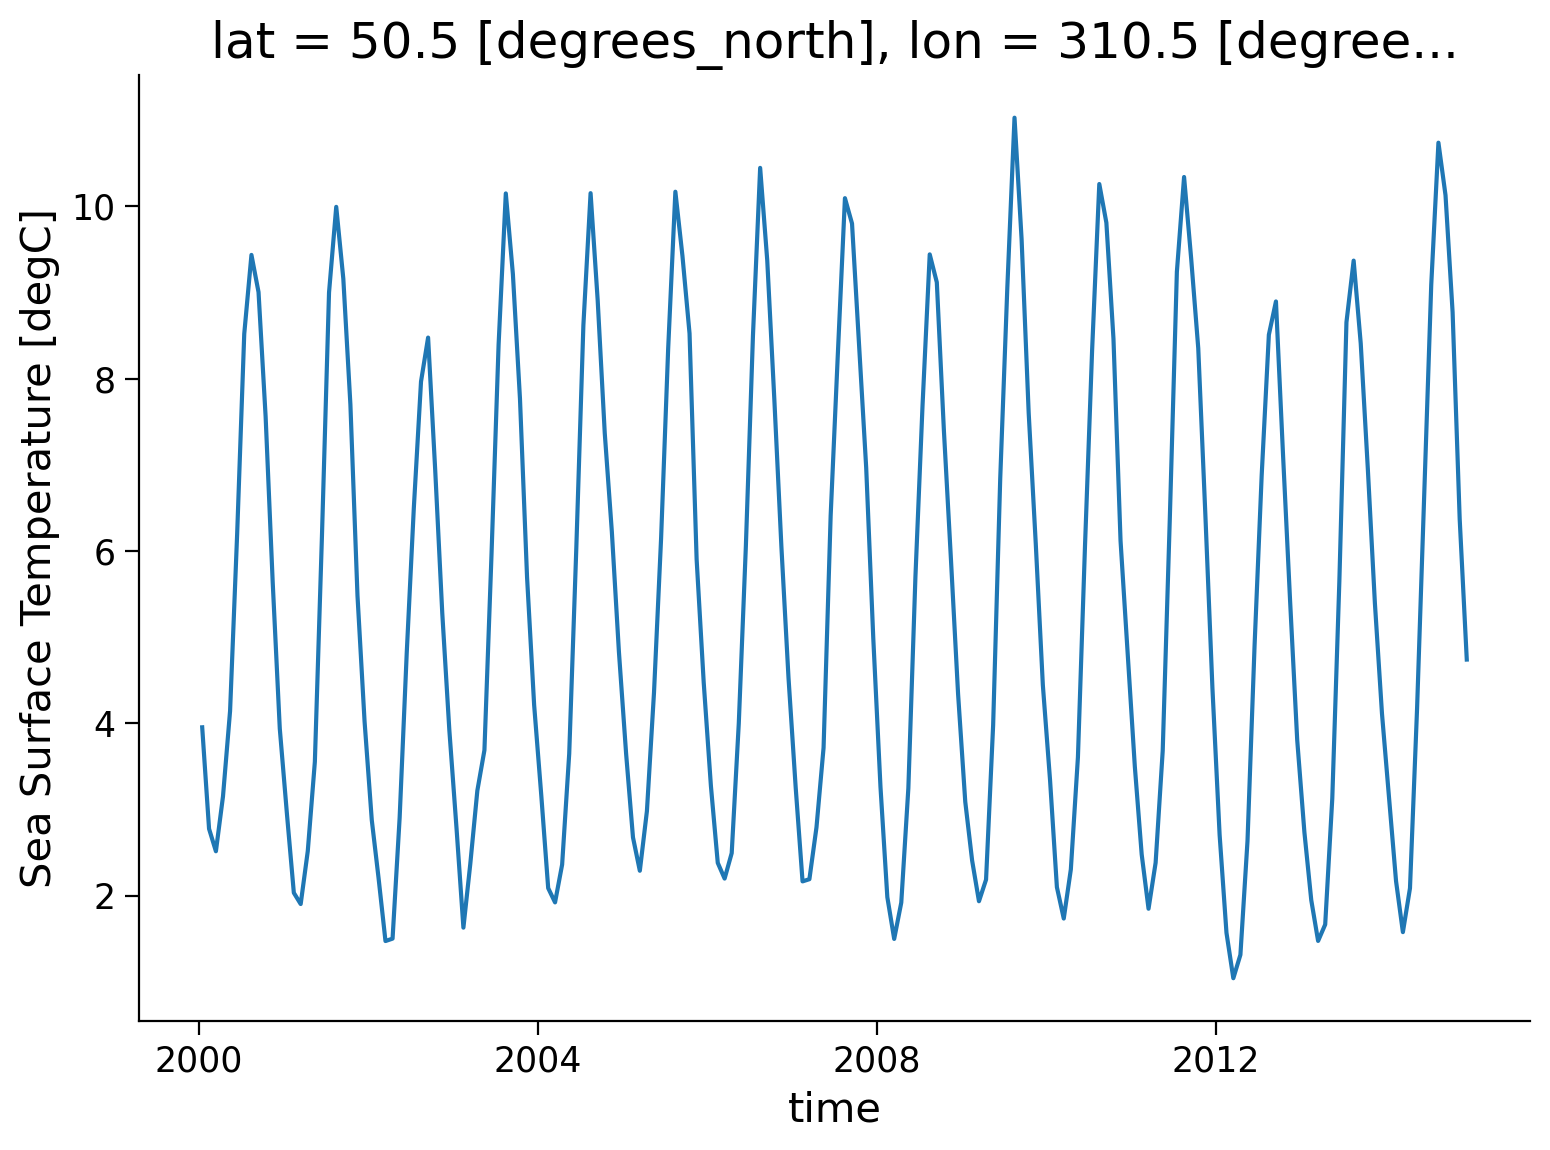 lat = 50.5 [degrees_north], lon = 310.5 [degree...
Sea Surface Temperature [degC]
10
8
6
4
2
2000 2004 2008 2012
time